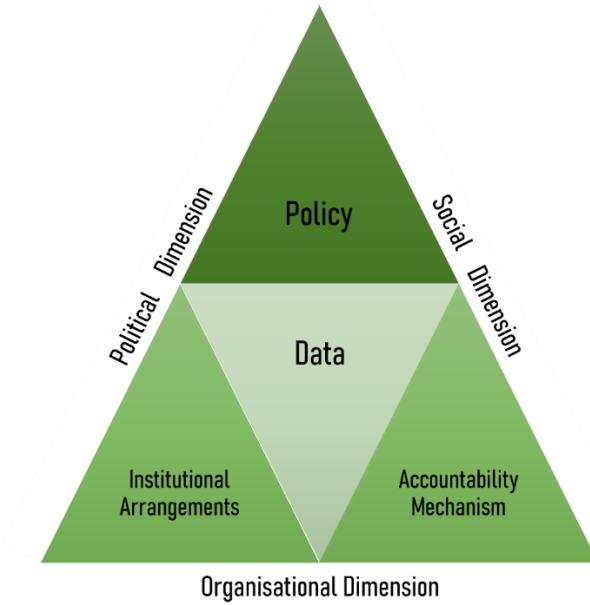 Policy
Political Dimension
Social Dimension
Data
Institutional
Arrangements
Accountability
Mechanism
Organisational Dimension